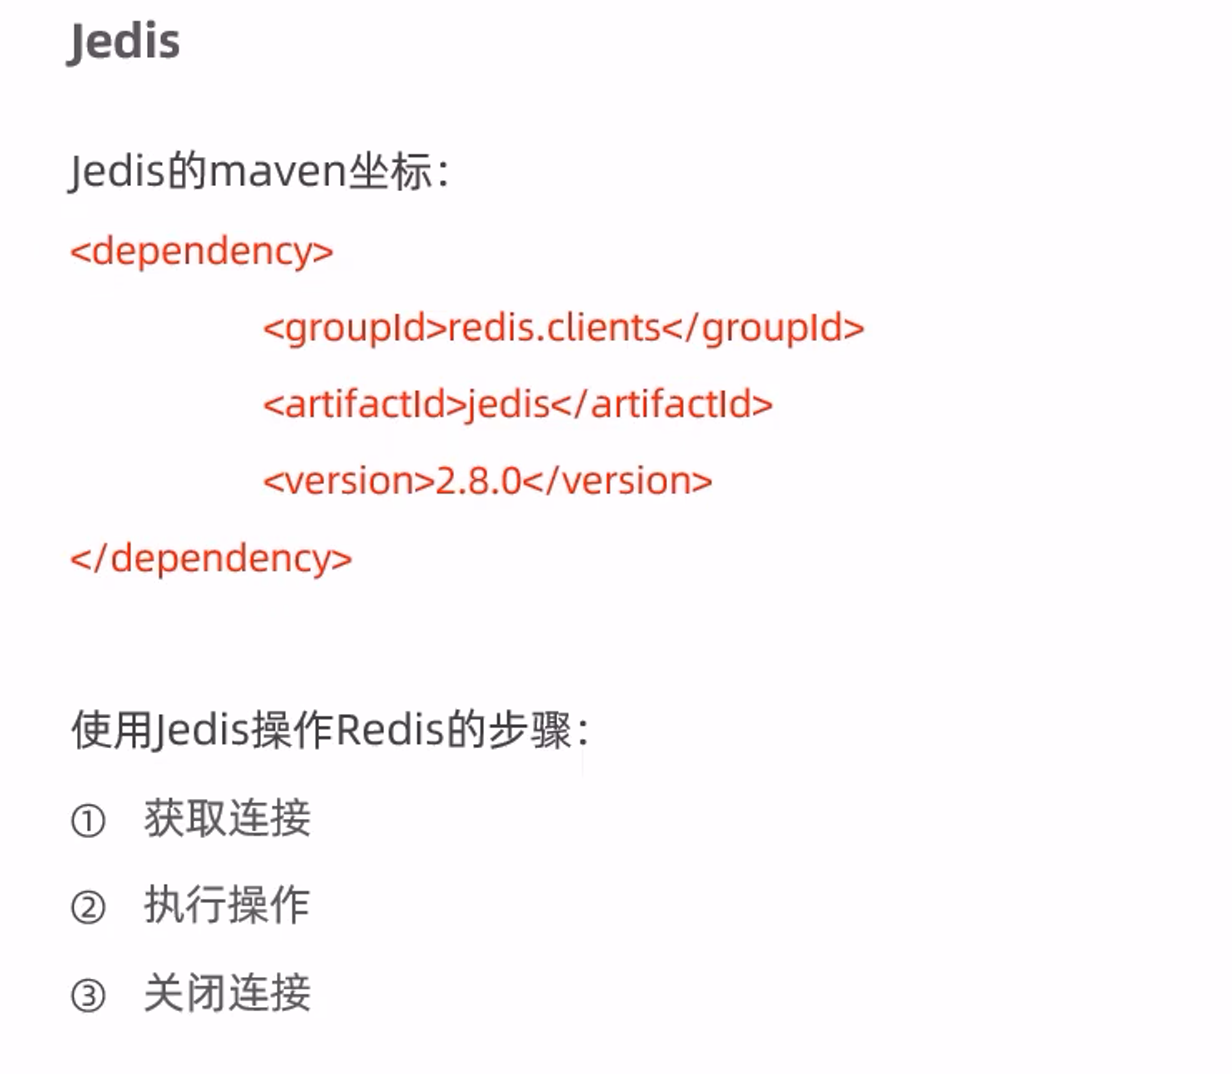 Jedis
Jedis的maven坐标：
<dependency>
<groupId>redis.clients</groupId>
<artifactId>jedis</artifactId>
<version>2.8.0</version>
</dependency>
使用Jedis操作Redis的步骤：
① 获取连接
② 执行操作
③ 关闭连接